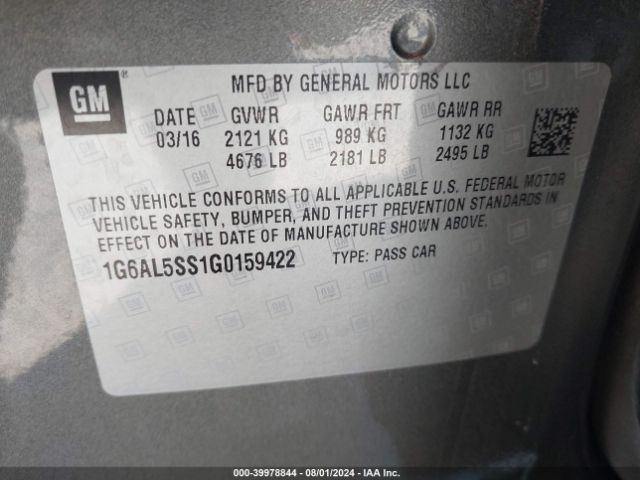 GM
MFD BY GENERAL MOTORS LLC
DATE GVWR GAWR FRT GAWR RR
03/16 2121 KG 989 KG 1132 KG
4676 LB 2181 LB 2495 LB
THIS VEHICLE CONFORMS TO ALL APPLICABLE U.S. FEDERAL MOTOR
VEHICLE SAFETY, BUMPER, AND THEFT PREVENTION STANDARDS IN
EFFECT ON THE DATE OF MANUFACTURE SHOWN ABOVE.
1G6AL5SS1G0159422 TYPE: PASS CAR
000-39978844 - 08/01/2024 - IAA Inc.